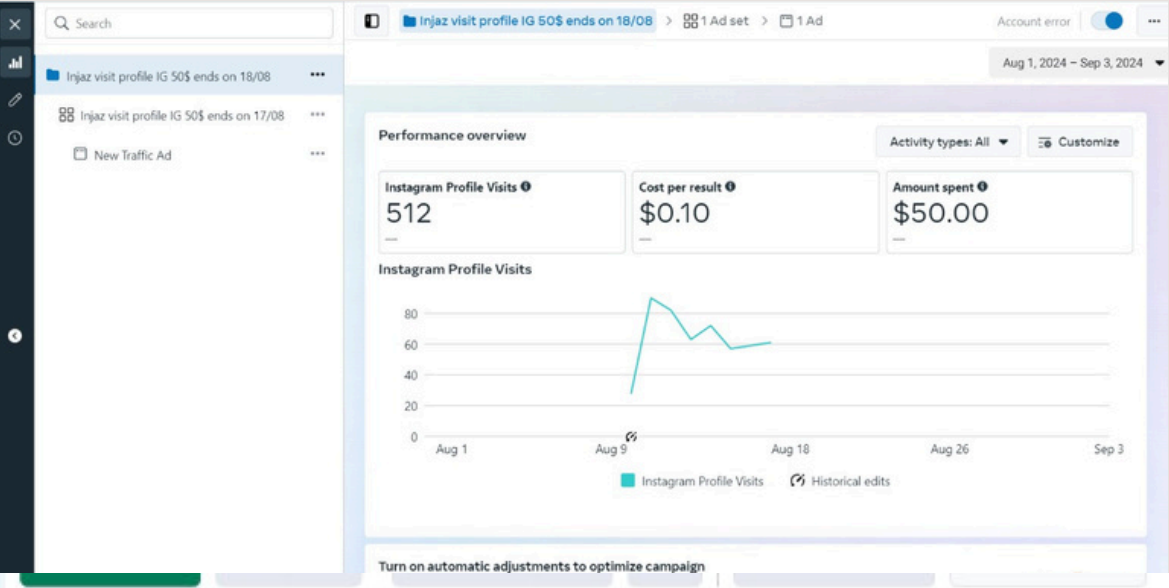 Search
Injaz visit profile IG 50$ ends on 18/08
Injaz visit profile IG 50$ ends on 17/08
New Traffic Ad
Injaz visit profile IG 50$ ends on 18/08 > 1 Ad set > 1 Ad
Account error
Aug 1, 2024 – Sep 3, 2024
Performance overview
Activity types: All
Customize
Instagram Profile Visits
512
—
Cost per result
$0.10
—
Amount spent
$50.00
—
Instagram Profile Visits
80
60
40
20
0
Aug 1 Aug 9 Aug 18 Aug 26 Sep 3
Instagram Profile Visits Historical edits
Turn on automatic adjustments to optimize campaign